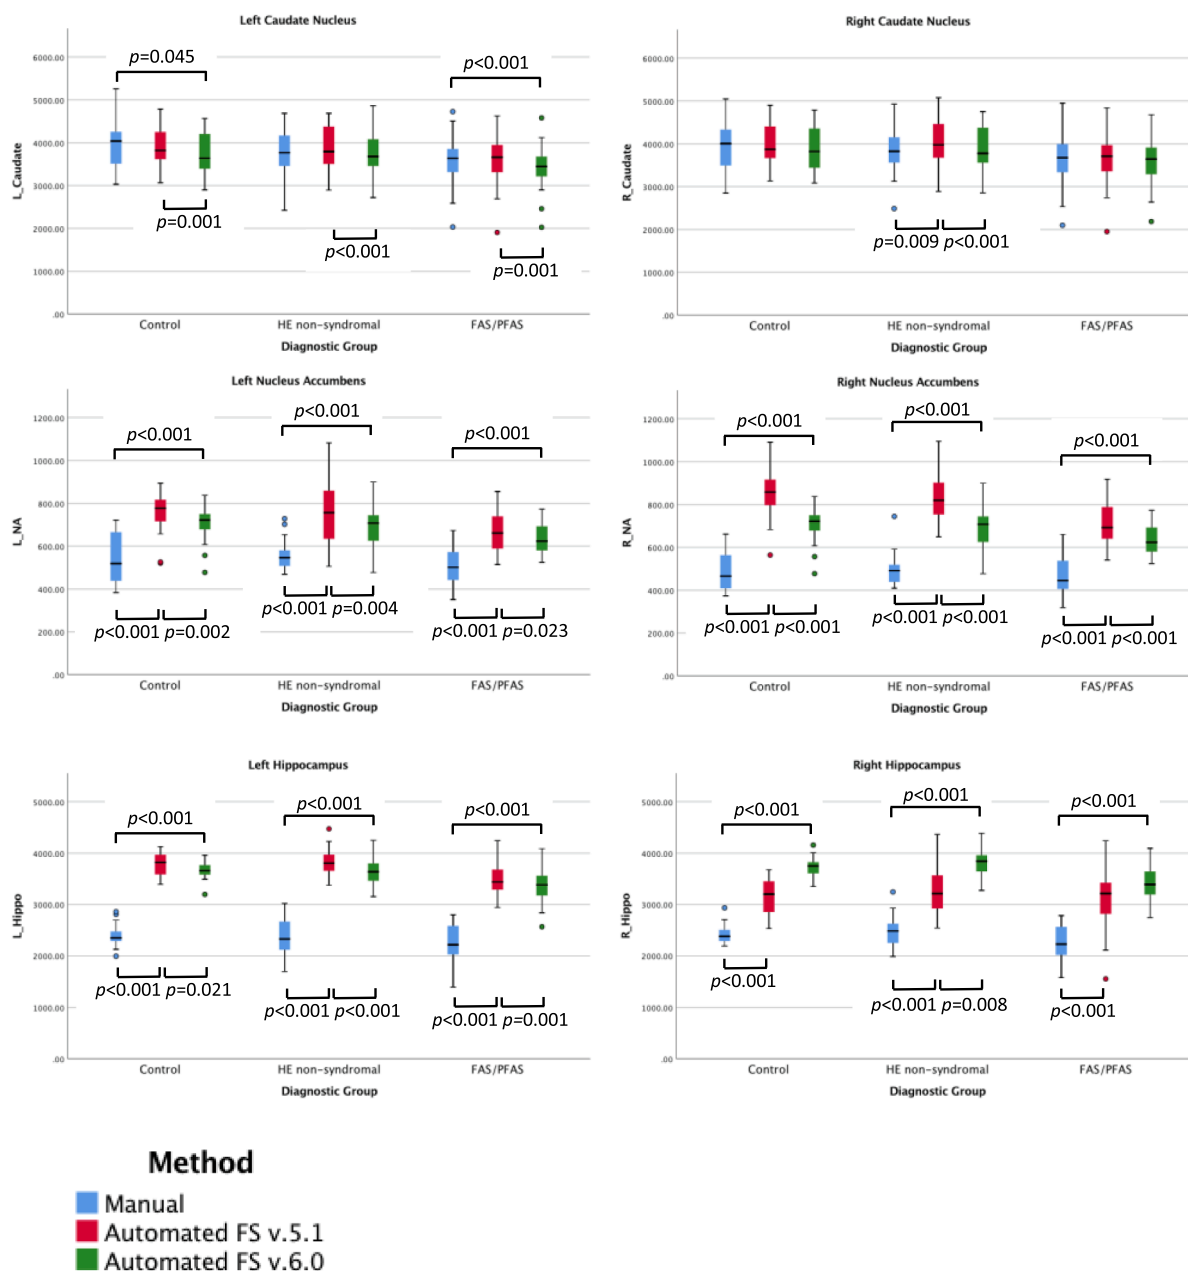 Left Caudate Nucleus
6000.00
5000.00
4000.00
3000.00
2000.00
1000.00
.00
L_Caudate
p=0.045
p<0.001
p=0.001
p<0.001
p=0.001
Control
HE non-syndromal
FAS/PFAS
Diagnostic Group
Right Caudate Nucleus
6000.00
5000.00
4000.00
3000.00
2000.00
1000.00
.00
R_Caudate
p=0.009
p<0.001
Control
HE non-syndromal
FAS/PFAS
Diagnostic Group
Left Nucleus Accumbens
1200.00
1000.00
800.00
600.00
400.00
200.00
.00
L_NA
p<0.001
p<0.001
p<0.001
p<0.001 p=0.002
p<0.001 p=0.004
p<0.001 p=0.023
Control
HE non-syndromal
FAS/PFAS
Diagnostic Group
Right Nucleus Accumbens
1200.00
1000.00
800.00
600.00
400.00
200.00
.00
R_NA
p<0.001
p<0.001
p<0.001
p<0.001 p<0.001
p<0.001 p<0.001
p<0.001 p<0.001
Control
HE non-syndromal
FAS/PFAS
Diagnostic Group
Left Hippocampus
5000.00
4000.00
3000.00
2000.00
1000.00
.00
L_Hippo
p<0.001
p<0.001
p<0.001
p<0.001 p=0.021
p<0.001 p<0.001
p<0.001 p=0.001
Control
HE non-syndromal
FAS/PFAS
Diagnostic Group
Right Hippocampus
5000.00
4000.00
3000.00
2000.00
1000.00
.00
R_Hippo
p<0.001
p<0.001
p<0.001
p<0.001
p<0.001 p=0.008
p<0.001
Control
HE non-syndromal
FAS/PFAS
Diagnostic Group
Method
Manual
Automated FS v.5.1
Automated FS v.6.0